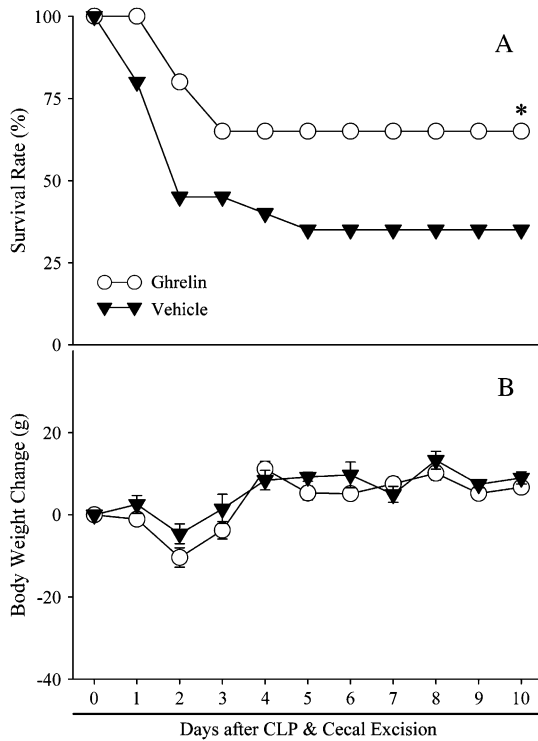 100
A
*
75
Survival Rate (%)
50
25
Ghrelin
Vehicle
0
B
20
Body Weight Change (g)
0
-20
-40
0 1 2 3 4 5 6 7 8 9 10
Days after CLP & Cecal Excision